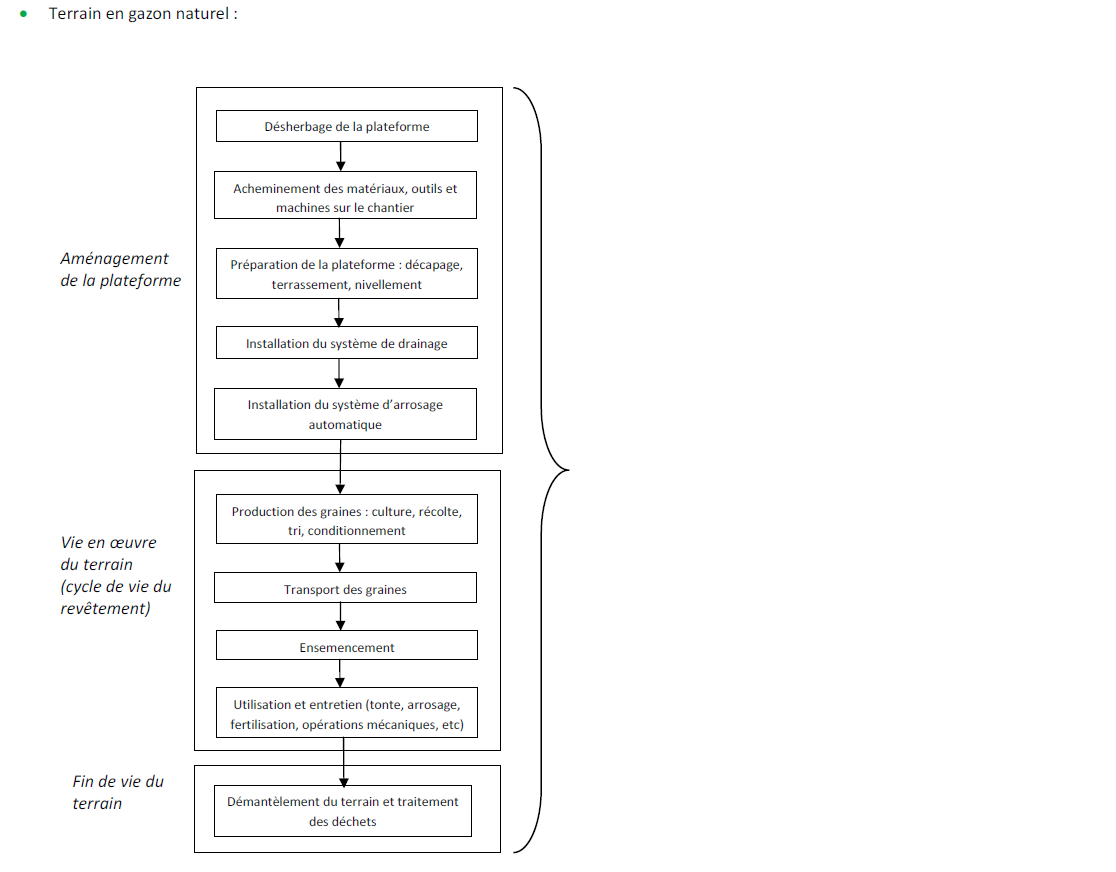 Terrain en gazon naturel :
Désherbage de la plateforme
Acheminement des matériaux, outils et
machines sur le chantier
Aménagement
de la plateforme
Préparation de la plateforme : décapage,
terrassement, nivellement
Installation du système de drainage
Installation du système d’arrosage
automatique
Vie en œuvre
du terrain
(cycle de vie du
revêtement)
Production des graines : culture, récolte,
tri, conditionnement
Transport des graines
Ensemencement
Utilisation et entretien (tonte, arrosage,
fertilisation, opérations mécaniques, etc)
Fin de vie du
terrain
Démantèlement du terrain et traitement
des déchets